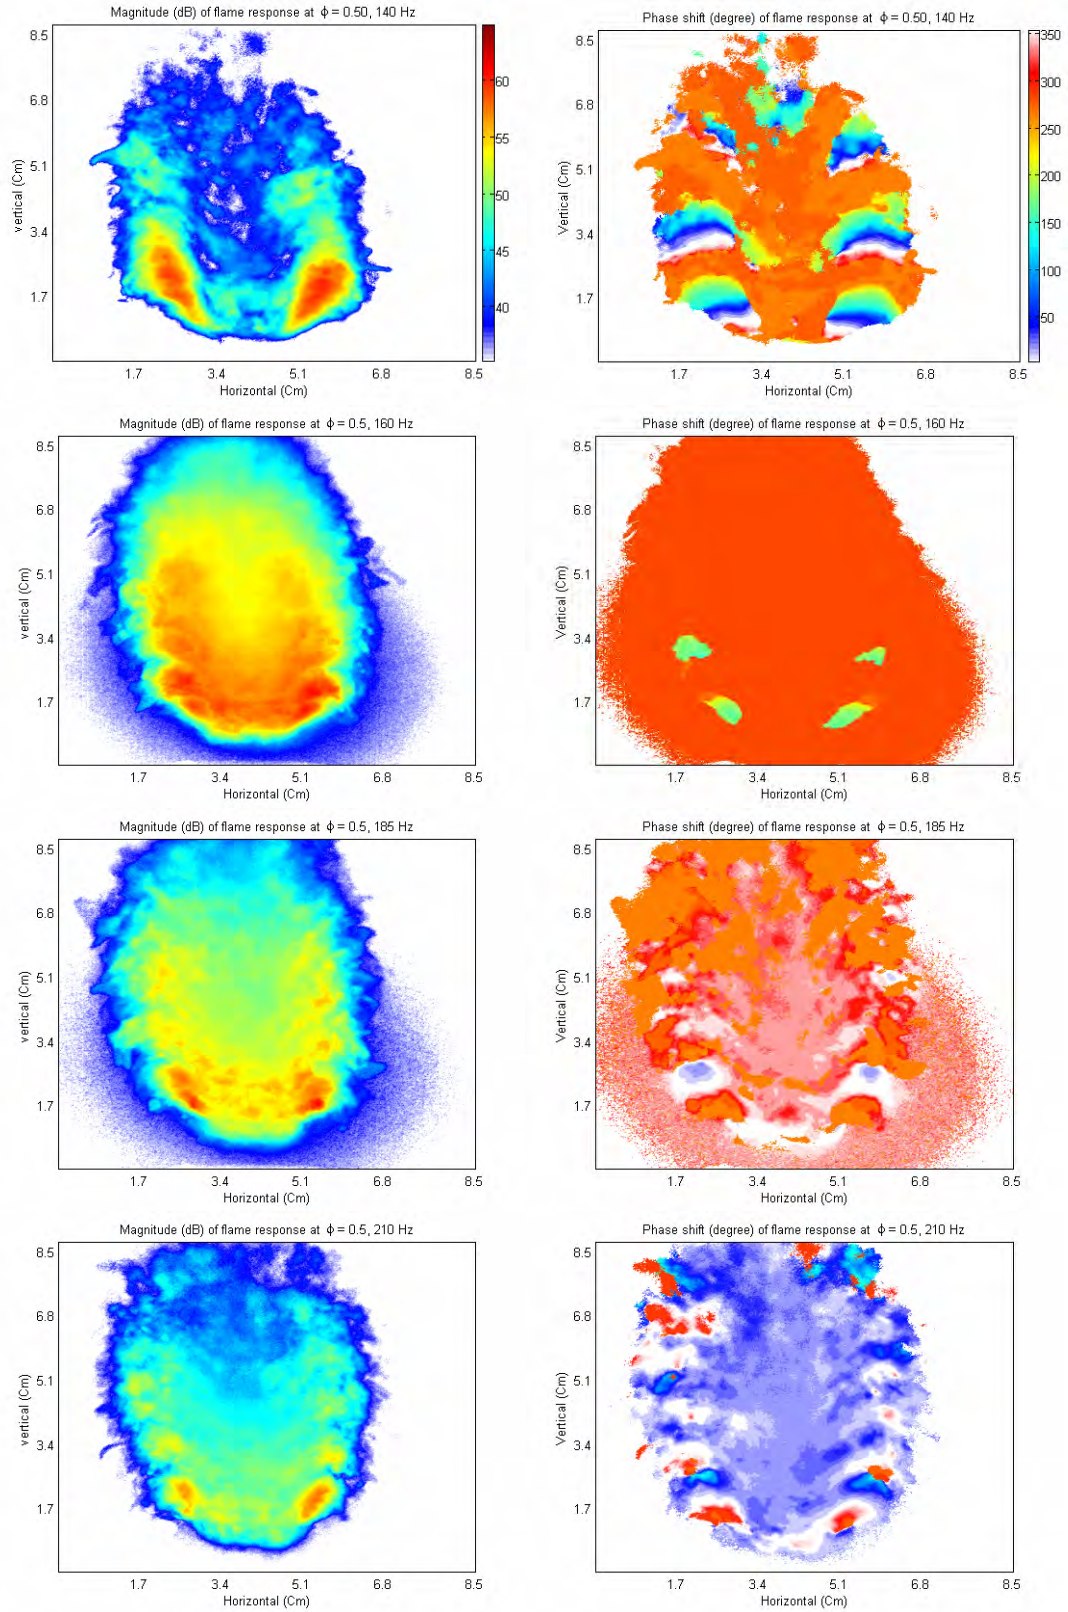 Magnitude (dB) of flame response at ϕ = 0.50, 140 Hz
8.5
6.8
5.1
3.4
1.7
vertical (Cm)
1.7 3.4 5.1 6.8 8.5
Horizontal (Cm)
60
55
50
45
40
Phase shift (degree) of flame response at ϕ = 0.50, 140 Hz
8.5
6.8
5.1
3.4
1.7
Vertical (Cm)
1.7 3.4 5.1 6.8 8.5
Horizontal (Cm)
350
300
250
200
150
100
50
Magnitude (dB) of flame response at ϕ = 0.5, 160 Hz
8.5
6.8
5.1
3.4
1.7
vertical (Cm)
1.7 3.4 5.1 6.8 8.5
Horizontal (Cm)
Phase shift (degree) of flame response at ϕ = 0.5, 160 Hz
8.5
6.8
5.1
3.4
1.7
Vertical (Cm)
1.7 3.4 5.1 6.8 8.5
Horizontal (Cm)
Magnitude (dB) of flame response at ϕ = 0.5, 185 Hz
8.5
6.8
5.1
3.4
1.7
vertical (Cm)
1.7 3.4 5.1 6.8 8.5
Horizontal (Cm)
Phase shift (degree) of flame response at ϕ = 0.5, 185 Hz
8.5
6.8
5.1
3.4
1.7
Vertical (Cm)
1.7 3.4 5.1 6.8 8.5
Horizontal (Cm)
Magnitude (dB) of flame response at ϕ = 0.5, 210 Hz
8.5
6.8
5.1
3.4
1.7
vertical (Cm)
1.7 3.4 5.1 6.8 8.5
Horizontal (Cm)
Phase shift (degree) of flame response at ϕ = 0.5, 210 Hz
8.5
6.8
5.1
3.4
1.7
Vertical (Cm)
1.7 3.4 5.1 6.8 8.5
Horizontal (Cm)